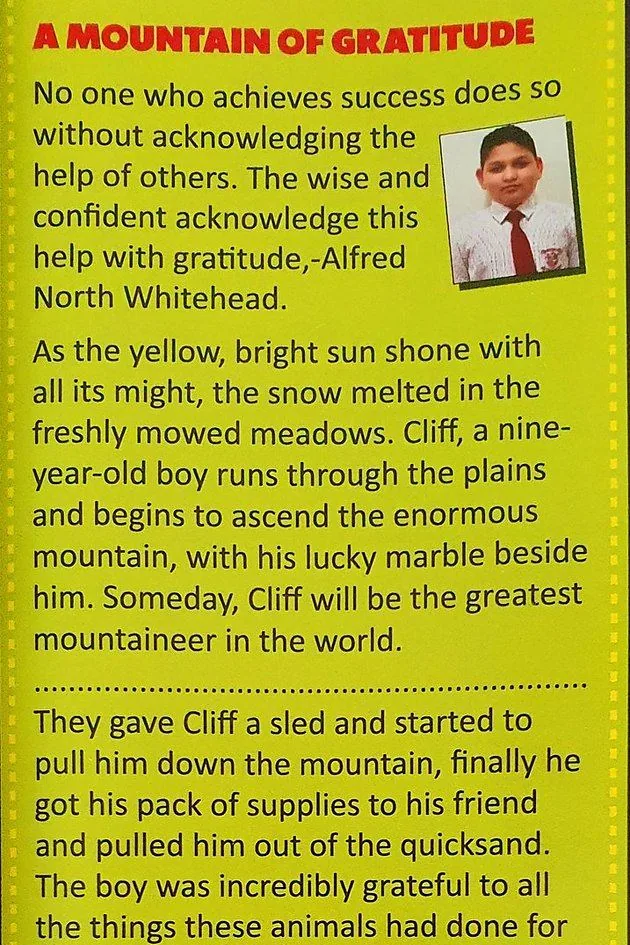 A MOUNTAIN OF GRATITUDE
No one who achieves success does so
without acknowledging the
help of others. The wise and
confident acknowledge this
help with gratitude,-Alfred
North Whitehead.
As the yellow, bright sun shone with
all its might, the snow melted in the
freshly mowed meadows. Cliff, a nine-
year-old boy runs through the plains
and begins to ascend the enormous
mountain, with his lucky marble beside
him. Someday, Cliff will be the greatest
mountaineer in the world.
..................................................................
They gave Cliff a sled and started to
pull him down the mountain, finally he
got his pack of supplies to his friend
and pulled him out of the quicksand.
The boy was incredibly grateful to all
the things these animals had done for